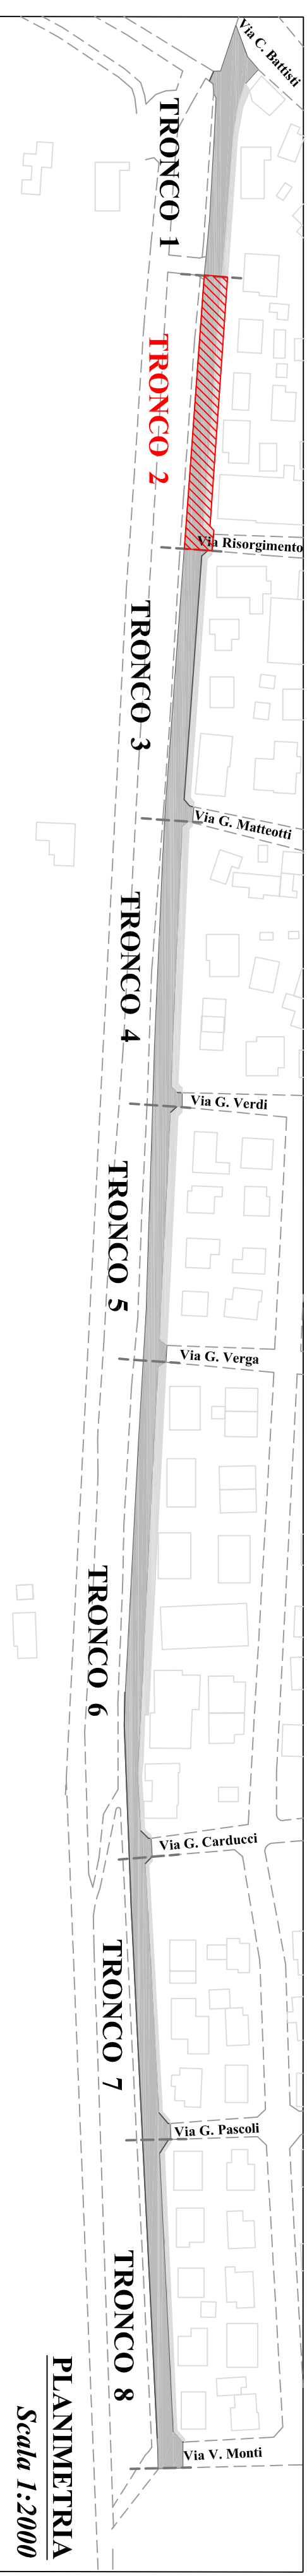 Via C. Battisti
TRONCO 1
TRONCO 2
Via Risorgimento
TRONCO 3
Via G. Matteotti
TRONCO 4
Via G. Verdi
TRONCO 5
Via G. Verga
TRONCO 6
Via G. Carducci
TRONCO 7
Via G. Pascoli
TRONCO 8
Via V. Monti
PLANIMETRIA
Scala 1:2000